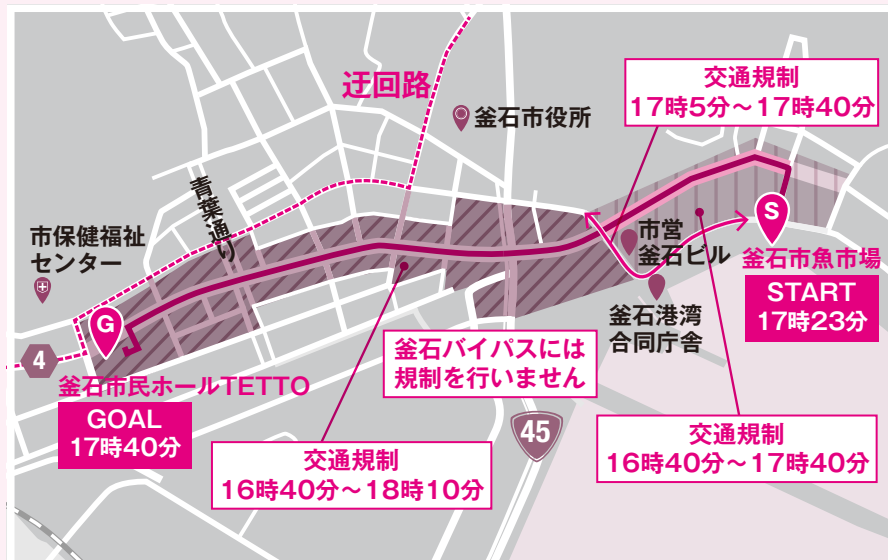 迂回路
釜石市役所
交通規制
17時5分～17時40分
青葉通り
市保健福祉
センター
市営
釜石ビル
S
釜石市魚市場
START
17時23分
釜石港湾
合同庁舎
G
4
釜石市民ホールTETTO
GOAL
17時40分
釜石バイパスには
規制を行いません
45
交通規制
16時40分～18時10分
交通規制
16時40分～17時40分